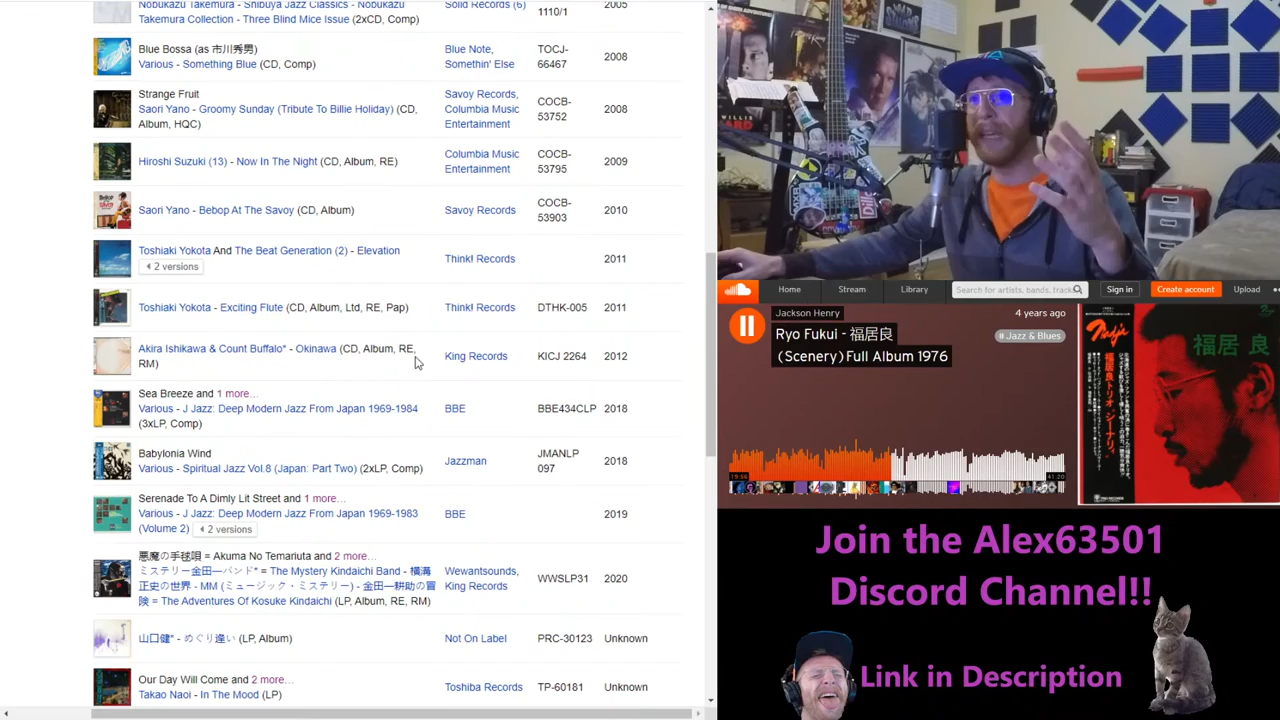 Nobukazu Takemura - Shibuya Jazz Classics - Nobukazu
Takemura Collection - Three Blind Mice Issue (2xCD, Comp)
Solid Records (6)
1110/1
2005
Blue Bossa (as 市川秀男)
Various - Something Blue (CD, Comp)
Blue Note,
Somethin' Else
TOCJ-
66467
2008
Strange Fruit
Saori Yano - Groomy Sunday (Tribute To Billie Holiday) (CD,
Album, HQC)
Savoy Records,
Columbia Music
Entertainment
COCB-
53752
2008
Hiroshi Suzuki (13) - Now In The Night (CD, Album, RE)
Columbia Music
Entertainment
COCB-
53795
2009
Saori Yano - Bebop At The Savoy (CD, Album)
Savoy Records
COCB-
53903
2010
Toshiaki Yokota And The Beat Generation (2) - Elevation
2 versions
Think! Records
2011
Toshiaki Yokota - Exciting Flute (CD, Album, Ltd, RE, Pap)
Think! Records
DTHK-005
2011
Akira Ishikawa & Count Buffalo* - Okinawa (CD, Album, RE,
RM)
King Records
KICJ 2264
2012
Sea Breeze and 1 more...
Various - J Jazz: Deep Modern Jazz From Japan 1969-1984
(3xLP, Comp)
BBE
BBE434CLP
2018
Babylonia Wind
Various - Spiritual Jazz Vol.8 (Japan: Part Two) (2xLP, Comp)
Jazzman
JMANLP
097
2018
Serenade To A Dimly Lit Street and 1 more...
Various - J Jazz: Deep Modern Jazz From Japan 1969-1983
(Volume 2) 2 versions
BBE
2019
悪魔の手毬唄 = Akuma No Temariuta and 2 more...
ミステリー金田一バンド* = The Mystery Kindaichi Band - 横溝
正史の世界 - MM (ミュージック・ミステリー) - 金田一耕助の冒
険 = The Adventures Of Kosuke Kindaichi (LP, Album, RE, RM)
Wewantsounds,
King Records
WWSLP31
2020
山口健* - めぐり逢い (LP, Album)
Not On Label
PRC-30123
Unknown
Our Day Will Come and 2 more...
Takao Naoi - In The Mood (LP)
Toshiba Records
TP-60181
Unknown
Home
Stream
Library
Search for artists, bands, tracks
Sign in
Create account
Upload
Jackson Henry
4 years ago
Ryo Fukui - 福居良
(Scenery) Full Album 1976
# Jazz & Blues
19:54
41:20
福居 良
福居良トリオ・シーナリィ
Join the Alex63501
Discord Channel!!
Link in Description